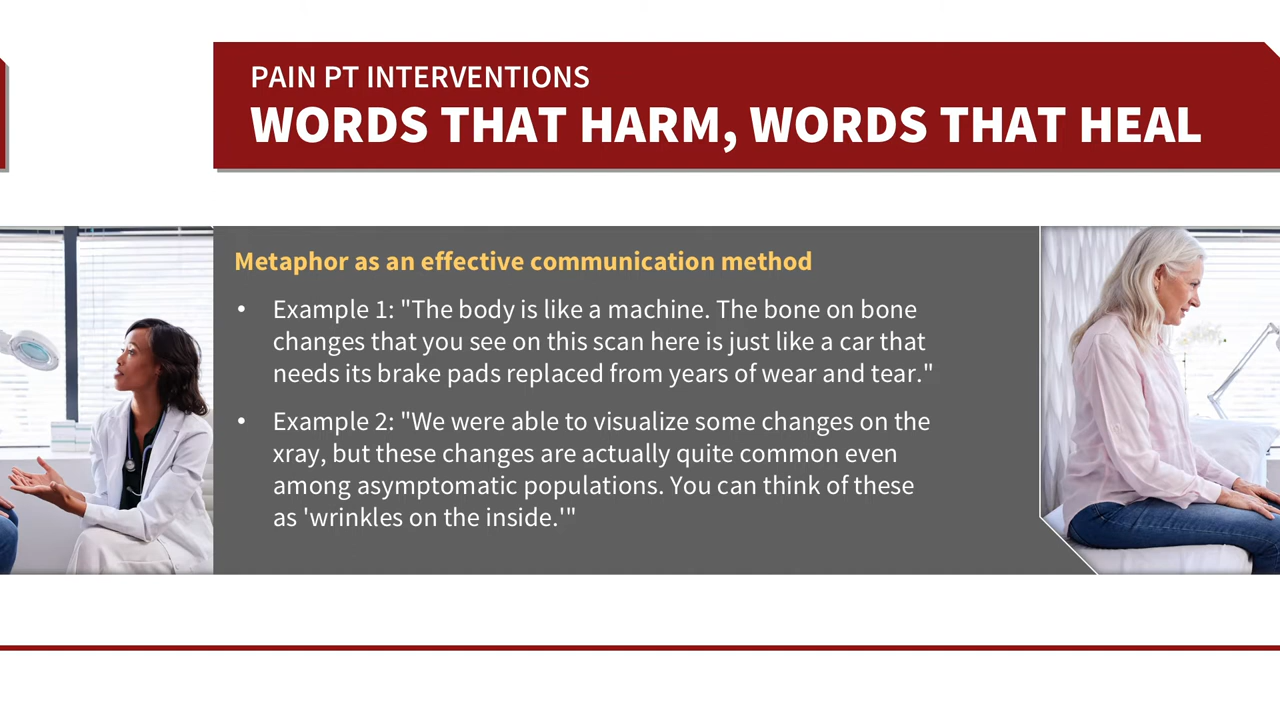 PAIN PT INTERVENTIONS
WORDS THAT HARM, WORDS THAT HEAL
Metaphor as an effective communication method
• Example 1: "The body is like a machine. The bone on bone
changes that you see on this scan here is just like a car that
needs its brake pads replaced from years of wear and tear."
• Example 2: "We were able to visualize some changes on the
xray, but these changes are actually quite common even
among asymptomatic populations. You can think of these
as 'wrinkles on the inside.'"